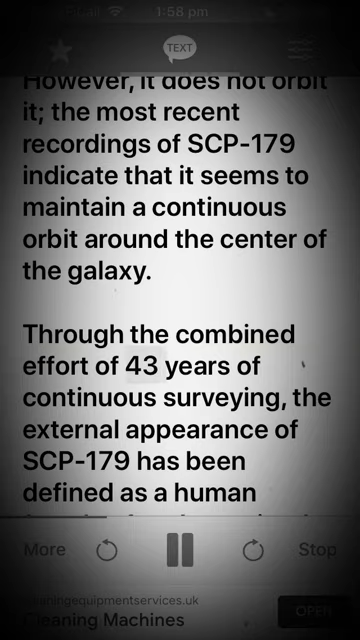 1:58 pm
TEXT
However, it does not orbit
it; the most recent
recordings of SCP-179
indicate that it seems to
maintain a continuous
orbit around the center of
the galaxy.
Through the combined
effort of 43 years of
continuous surveying, the
external appearance of
SCP-179 has been
defined as a human
More
Stop
ningequipmentservices.uk
Cleaning Machines
OPEN